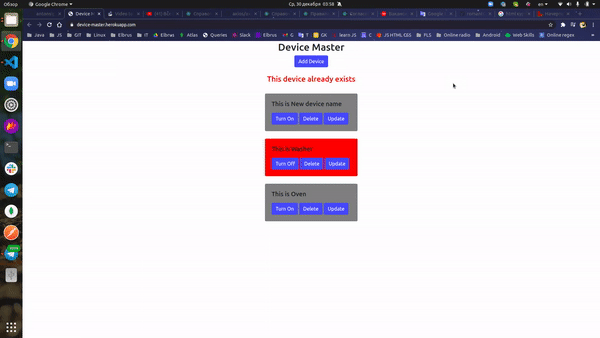 Обзор
Google Chrome
Ср, 30 декабря 03:58
Device
device-master.herokuapp.com
Java
JS
GIT
Linux
Elbrus
IT
Elbrus
Atlas
Queries
Slack
GK
learn JS
JS HTML CSS
FLS
Online radio
Android
Web Skills
Online regex
Device Master
Add Device
This device already exists
This is New device name
Turn On Delete Update
This is Washer
Turn Off Delete Update
This is Oven
Turn On Delete Update